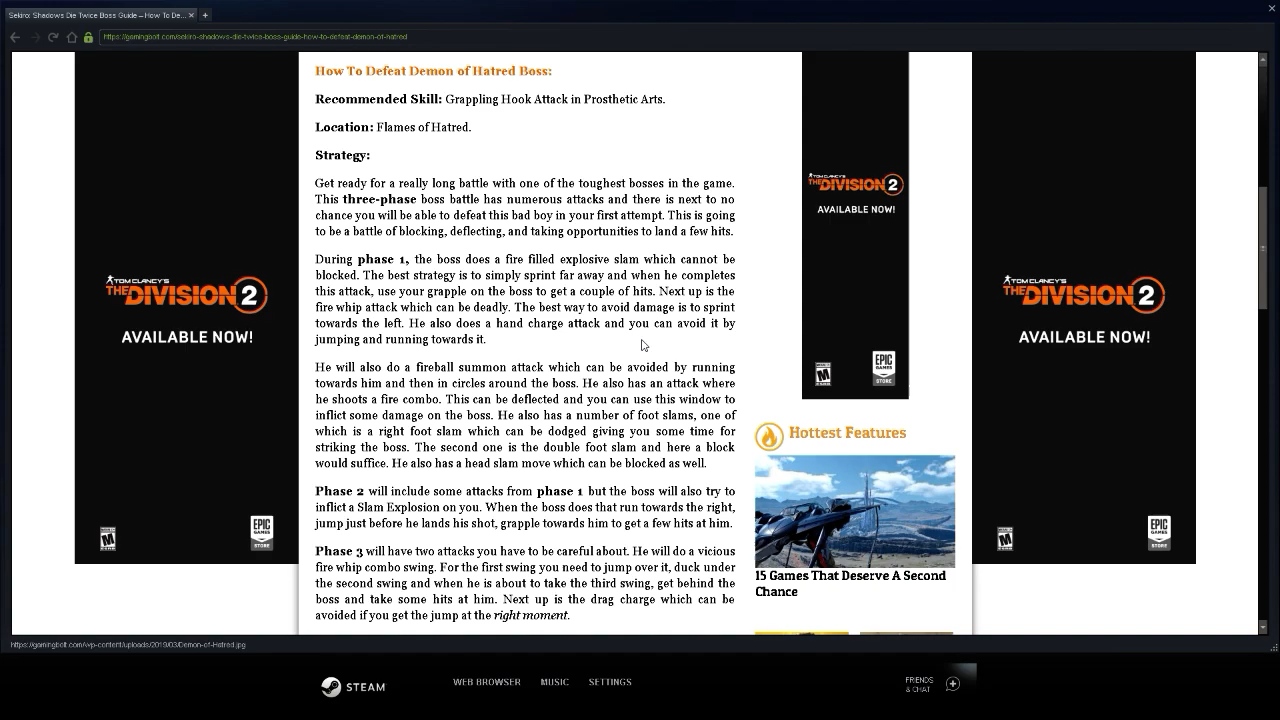 Sekiro: Shadows Die Twice Boss Guide – How To De...
https://gamingbolt.com/sekiro-shadows-die-twice-boss-guide-how-to-defeat-demon-of-hatred
How To Defeat Demon of Hatred Boss:
Recommended Skill: Grappling Hook Attack in Prosthetic Arts.
Location: Flames of Hatred.
Strategy:
Get ready for a really long battle with one of the toughest bosses in the game.
This three-phase boss battle has numerous attacks and there is next to no
chance you will be able to defeat this bad boy in your first attempt. This is going
to be a battle of blocking, deflecting, and taking opportunities to land a few hits.
During phase 1, the boss does a fire filled explosive slam which cannot be
blocked. The best strategy is to simply sprint far away and when he completes
this attack, use your grapple on the boss to get a couple of hits. Next up is the
fire whip attack which can be deadly. The best way to avoid damage is to sprint
towards the left. He also does a hand charge attack and you can avoid it by
jumping and running towards it.
He will also do a fireball summon attack which can be avoided by running
towards him and then in circles around the boss. He also has an attack where
he shoots a fire combo. This can be deflected and you can use this window to
inflict some damage on the boss. He also has a number of foot slams, one of
which is a right foot slam which can be dodged giving you some time for
striking the boss. The second one is the double foot slam and here a block
would suffice. He also has a head slam move which can be blocked as well.
Phase 2 will include some attacks from phase 1 but the boss will also try to
inflict a Slam Explosion on you. When the boss does that run towards the right,
jump just before he lands his shot, grapple towards him to get a few hits at him.
Phase 3 will have two attacks you have to be careful about. He will do a vicious
fire whip combo swing. For the first swing you need to jump over it, duck under
the second swing and when he is about to take the third swing, get behind the
boss and take some hits at him. Next up is the drag charge which can be
avoided if you get the jump at the right moment.
TOM CLANCY'S
THE DIVISION 2
AVAILABLE NOW!
M
EPIC
GAMES
STORE
TOM CLANCY'S
THE DIVISION 2
AVAILABLE NOW!
M
EPIC
GAMES
STORE
Hottest Features
15 Games That Deserve A Second
Chance
TOM CLANCY'S
THE DIVISION 2
AVAILABLE NOW!
M
EPIC
GAMES
STORE
https://gamingbolt.com/wp-content/uploads/2019/03/Demon-of-Hatred.jpg
STEAM
WEB BROWSER
MUSIC
SETTINGS
FRIENDS
& CHAT